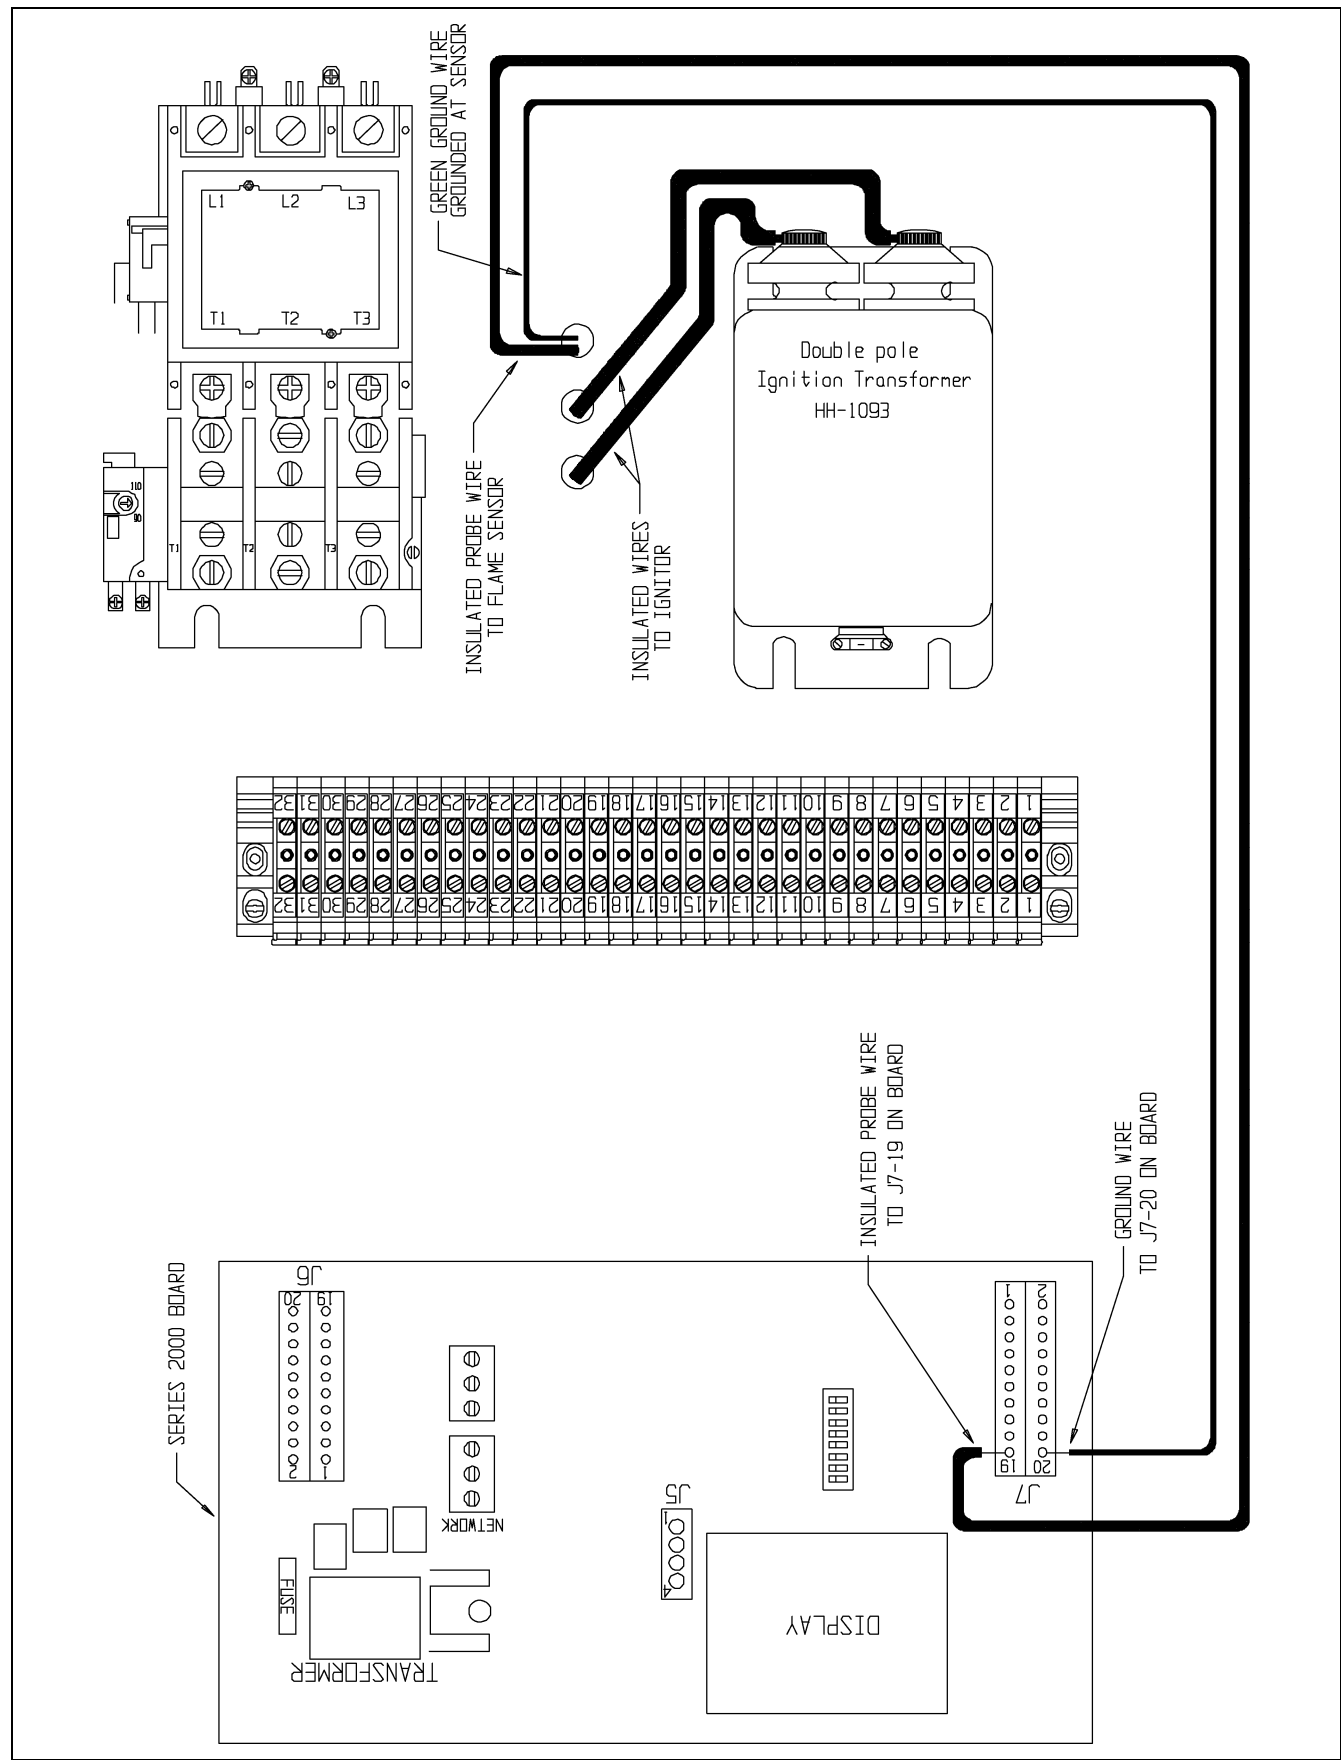 GREEN GROUND WIRE
GROUNDED AT SENSOR
L1 L2 L3
T1 T2 T3
110
90
T1 T2 T3
INSULATED PROBE WIRE
TO FLAME SENSOR
INSULATED WIRES
TO IGNITOR
Double pole
Ignition Transformer
HH-1093
32 31 30 29 28 27 26 25 24 23 22 21 20 19 18 17 16 15 14 13 12 11 10 9 8 7 6 5 4 3 2 1
32 31 30 29 28 27 26 25 24 23 22 21 20 19 18 17 16 15 14 13 12 11 10 9 8 7 6 5 4 3 2 1
INSULATED PROBE WIRE
TO J7-19 ON BOARD
GROUND WIRE
TO J7-20 ON BOARD
SERIES 2000 BOARD
J6
20 19
2 1
NETWORK
FUSE
TRANSFORMER
J5
1
4
DISPLAY
1 2
19 20
J7